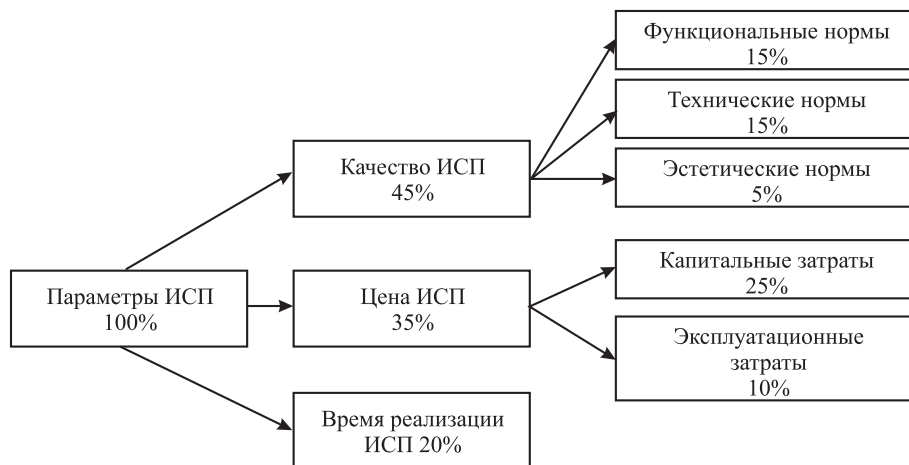 Параметры ИСП
100%
Качество ИСП
45%
Цена ИСП
35%
Время реализации
ИСП 20%
Функциональные нормы
15%
Технические нормы
15%
Эстетические нормы
5%
Капитальные затраты
25%
Эксплуатационные
затраты
10%